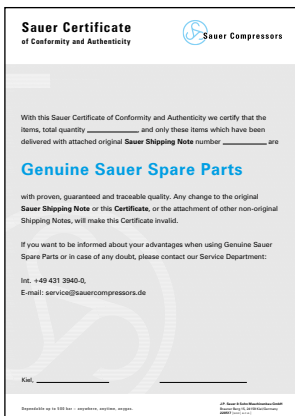 Sauer Certificate
of Conformity and Authenticity
Sauer Compressors
With this Sauer Certificate of Conformity and Authenticity we certify that the
items, total quantity ____________ and only these items which have been
delivered with attached original Sauer Shipping Note number __________ are
Genuine Sauer Spare Parts
with proven, guaranteed and traceable quality. Any change to the original
Sauer Shipping Note or this Certificate, or the attachment of other non-original
Shipping Notes, will make this Certificate invalid.
If you want to be informed about your advantages when using Genuine Sauer
Spare Parts or in case of any doubt, please contact our Service Department:
Int. +49 431 3940-0,
E-mail: service@sauercompressors.de
Kiel, ____________________
Dependable up to 500 bar – anywhere, anytime, anygas.
J.P. Sauer & Sohn Maschinenbau GmbH